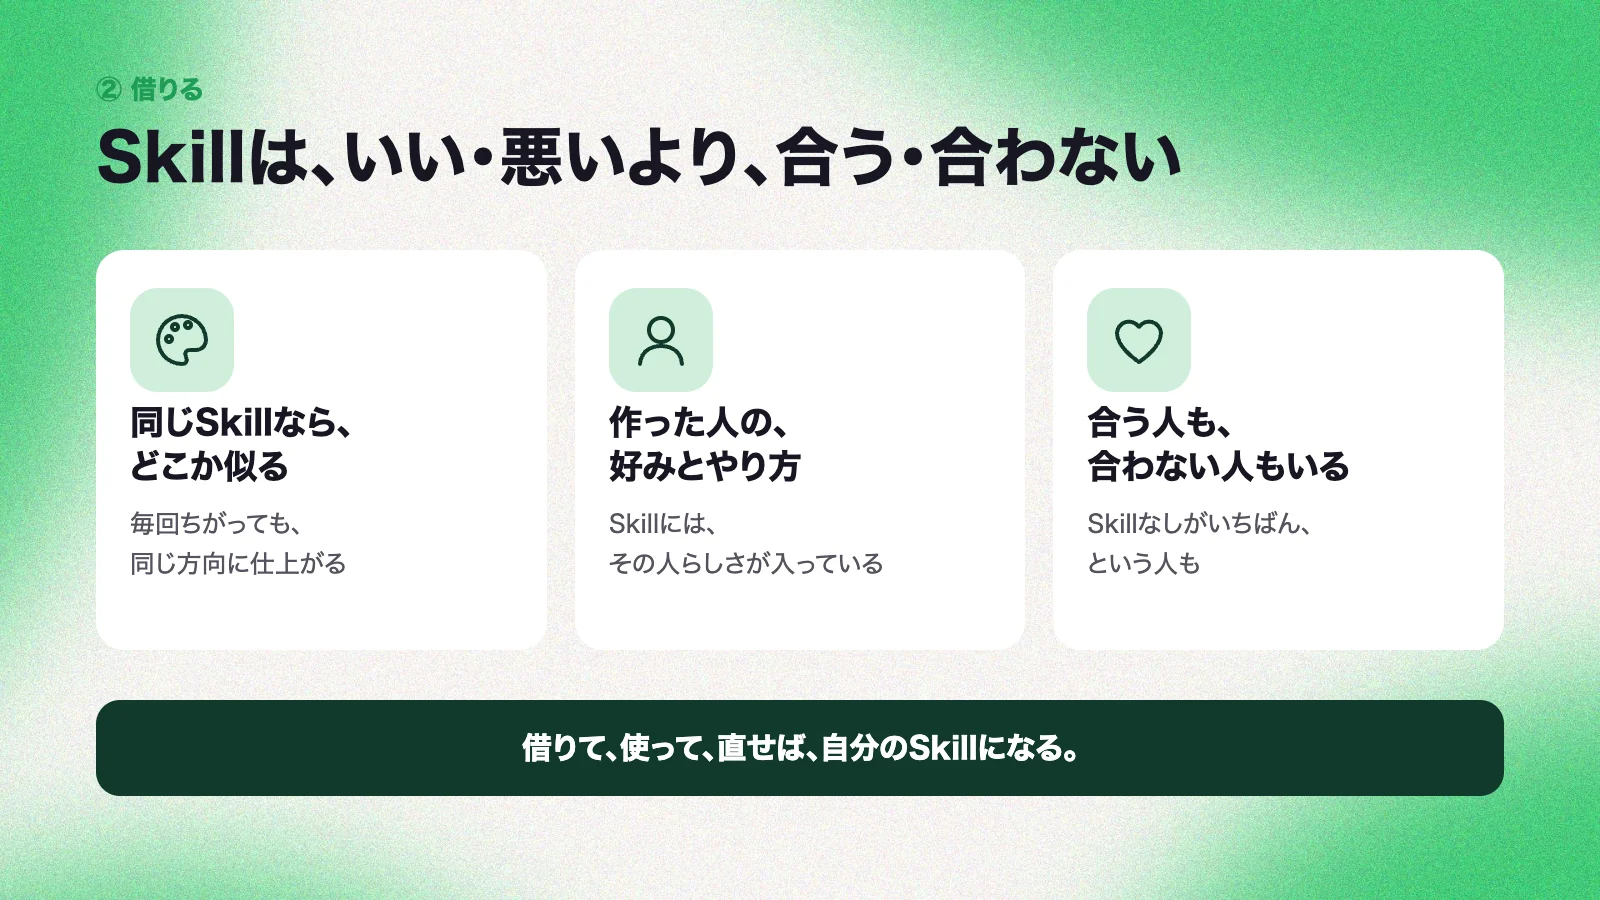 ② 借りる
Skillは、いい・悪いより、合う・合わない
同じSkillなら、
どこか似る
毎回ちがっても、
同じ方向に仕上がる
作った人の、
好みとやり方
Skillには、
その人らしさが入っている
合う人も、
合わない人もいる
Skillなしがいちばん、
という人も
借りて、使って、直せば、自分のSkillになる。